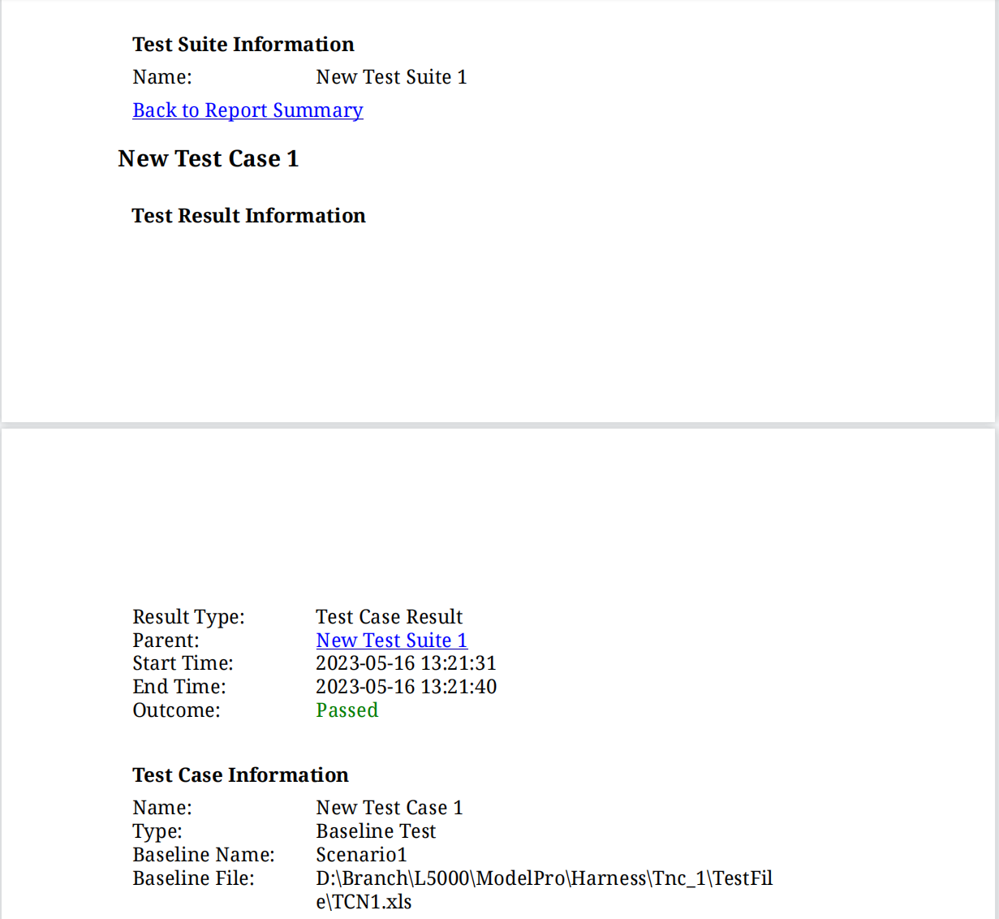 Test Suite Information
Name: New Test Suite 1
Back to Report Summary
New Test Case 1
Test Result Information
Result Type: Test Case Result
Parent: New Test Suite 1
Start Time: 2023-05-16 13:21:31
End Time: 2023-05-16 13:21:40
Outcome: Passed
Test Case Information
Name: New Test Case 1
Type: Baseline Test
Baseline Name: Scenario1
Baseline File: D:\Branch\L5000\ModelPro\Harness\Tnc_1\TestFil
e\TCN1.xls